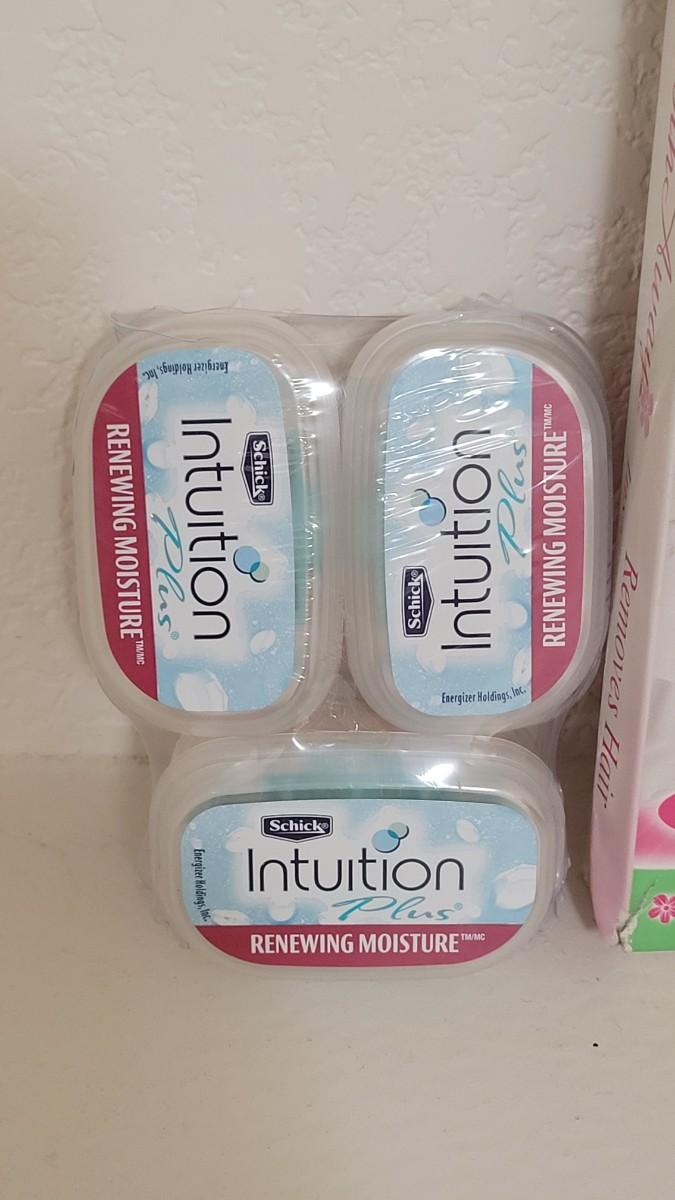 Energizer Holdings, Inc.
Schick®
Intuition
Plus®
RENEWING MOISTURE™/MC
Schick®
Intuition
Plus
RENEWING MOISTURE™/MC
Energizer Holdings, Inc.
Schick®
Intuition
Plus®
RENEWING MOISTURE™/MC
Energizer Holdings, Inc.
Away
Removes Hair